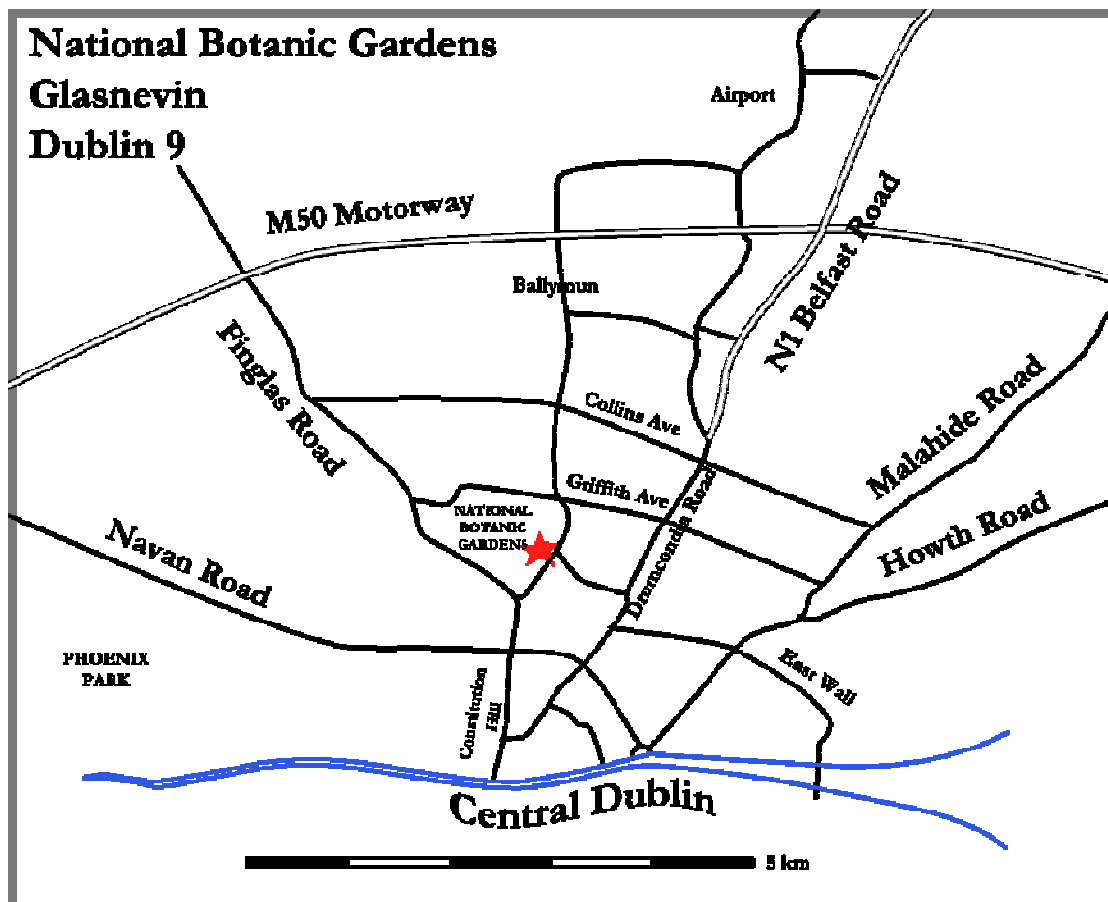 National Botanic Gardens
Glasnevin
Dublin 9
Airport
M50 Motorway
N1 Belfast Road
Ballymun
Finglas Road
Collins Ave
Malahide Road
Griffith Ave
NATIONAL
BOTANIC
GARDENS
Drumcondra Road
Howth Road
Navan Road
PHOENIX
PARK
East Wall
Constitution
Hill
Central Dublin
5 km